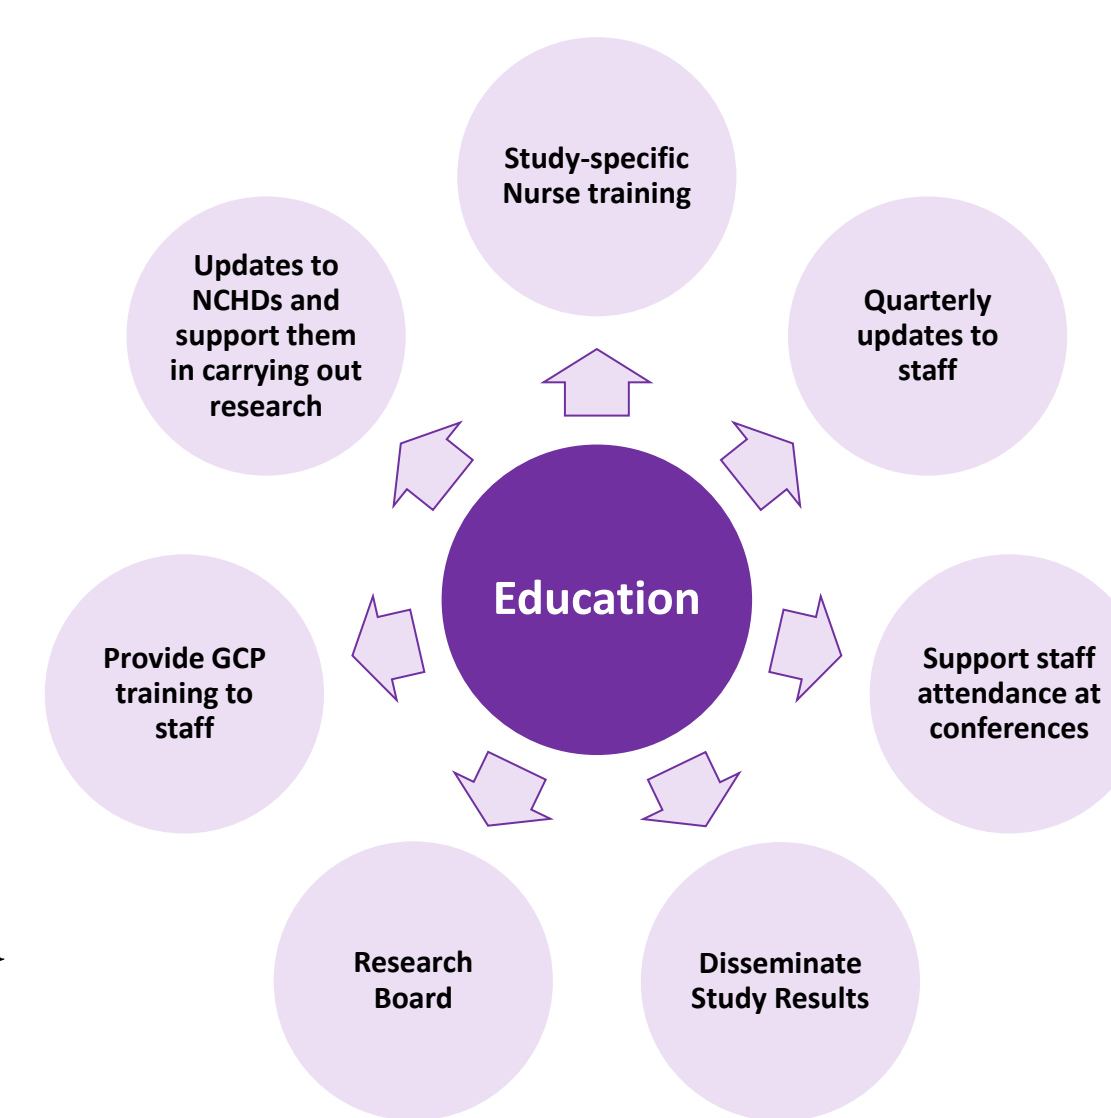 Study-specific
Nurse training
Updates to
NCHDs and
support them
in carrying out
research
Quarterly
updates to
staff
Education
Provide GCP
training to
staff
Support staff
attendance at
conferences
Research
Board
Disseminate
Study Results